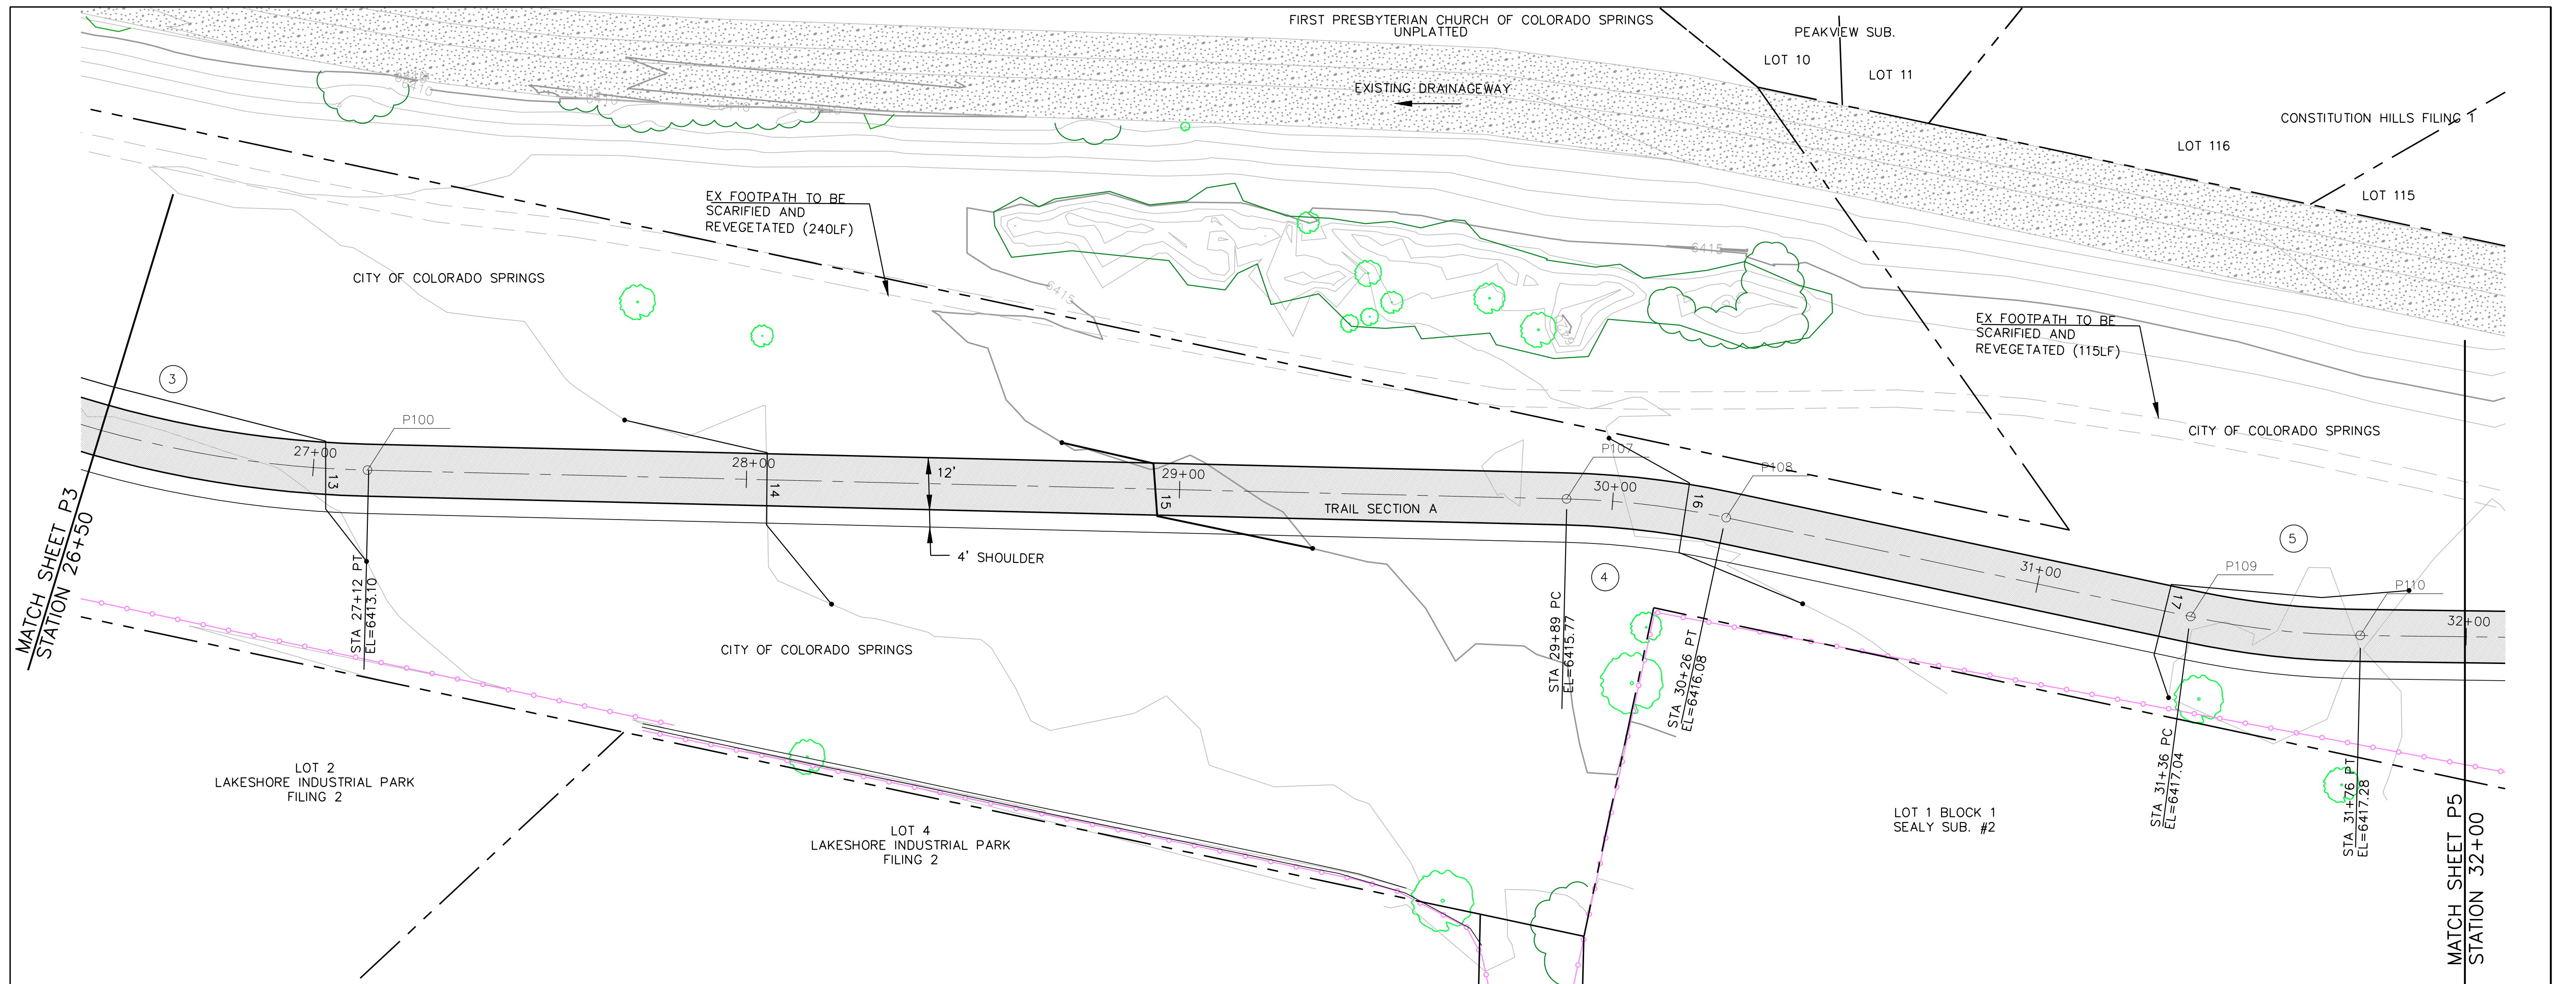 FIRST PRESBYTERIAN CHURCH OF COLORADO SPRINGS
UNPLATTED
PEAKVIEW SUB.
LOT 10
LOT 11
EXISTING DRAINAGEWAY
CONSTITUTION HILLS FILING 1
LOT 116
LOT 115
6410
6415
6415
EX FOOTPATH TO BE
SCARIFIED AND
REVEGETATED (240LF)
CITY OF COLORADO SPRINGS
EX FOOTPATH TO BE
SCARIFIED AND
REVEGETATED (115LF)
CITY OF COLORADO SPRINGS
3
P100
27+00
13
28+00
14
12'
29+00
15
TRAIL SECTION A
4' SHOULDER
P107
30+00
16
P108
4
31+00
17
5
P109
P110
32+00
MATCH SHEET P3
STATION 26+50
STA 27+12 PT
EL=6413.10
CITY OF COLORADO SPRINGS
STA 29+89 PC
EL=6415.77
STA 30+26 PT
EL=6416.08
STA 31+36 PC
EL=6417.04
STA 31+76 PT
EL=6417.28
MATCH SHEET P5
STATION 32+00
LOT 2
LAKESHORE INDUSTRIAL PARK
FILING 2
LOT 4
LAKESHORE INDUSTRIAL PARK
FILING 2
LOT 1 BLOCK 1
SEALY SUB. #2